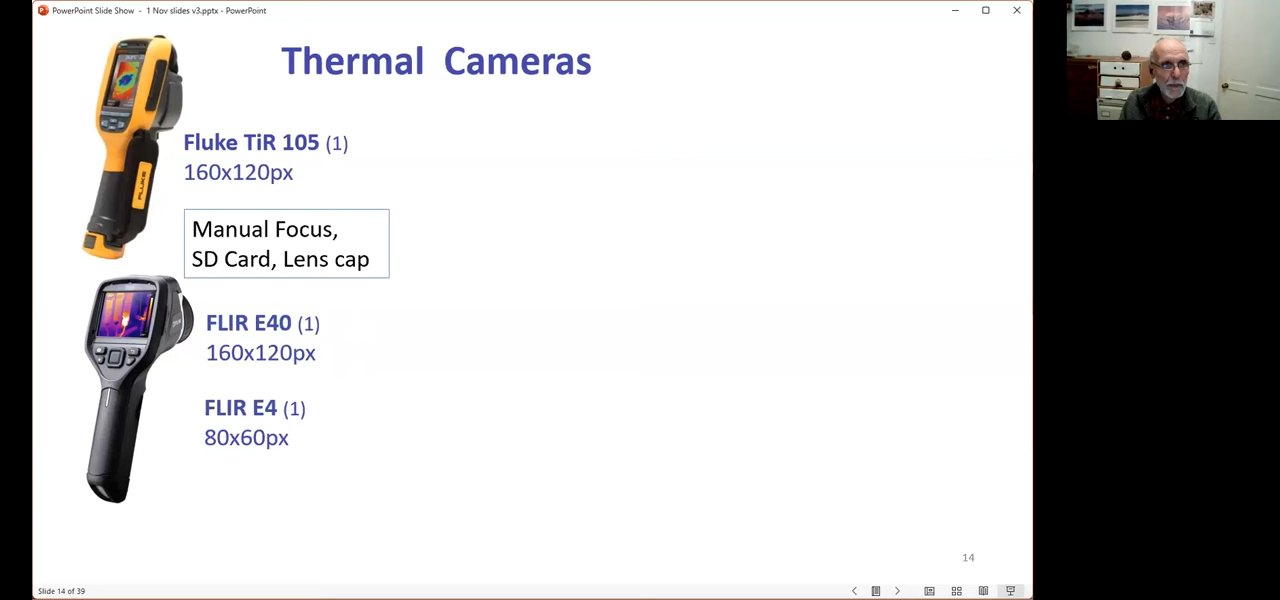 PowerPoint Slide Show - 1 Nov slides v3.pptx - PowerPoint
Thermal Cameras
Fluke TiR 105 (1)
160x120px
FLUKE
Manual Focus,
SD Card, Lens cap
FLIR E40 (1)
160x120px
FLIR E4 (1)
80x60px
14
Slide 14 of 39